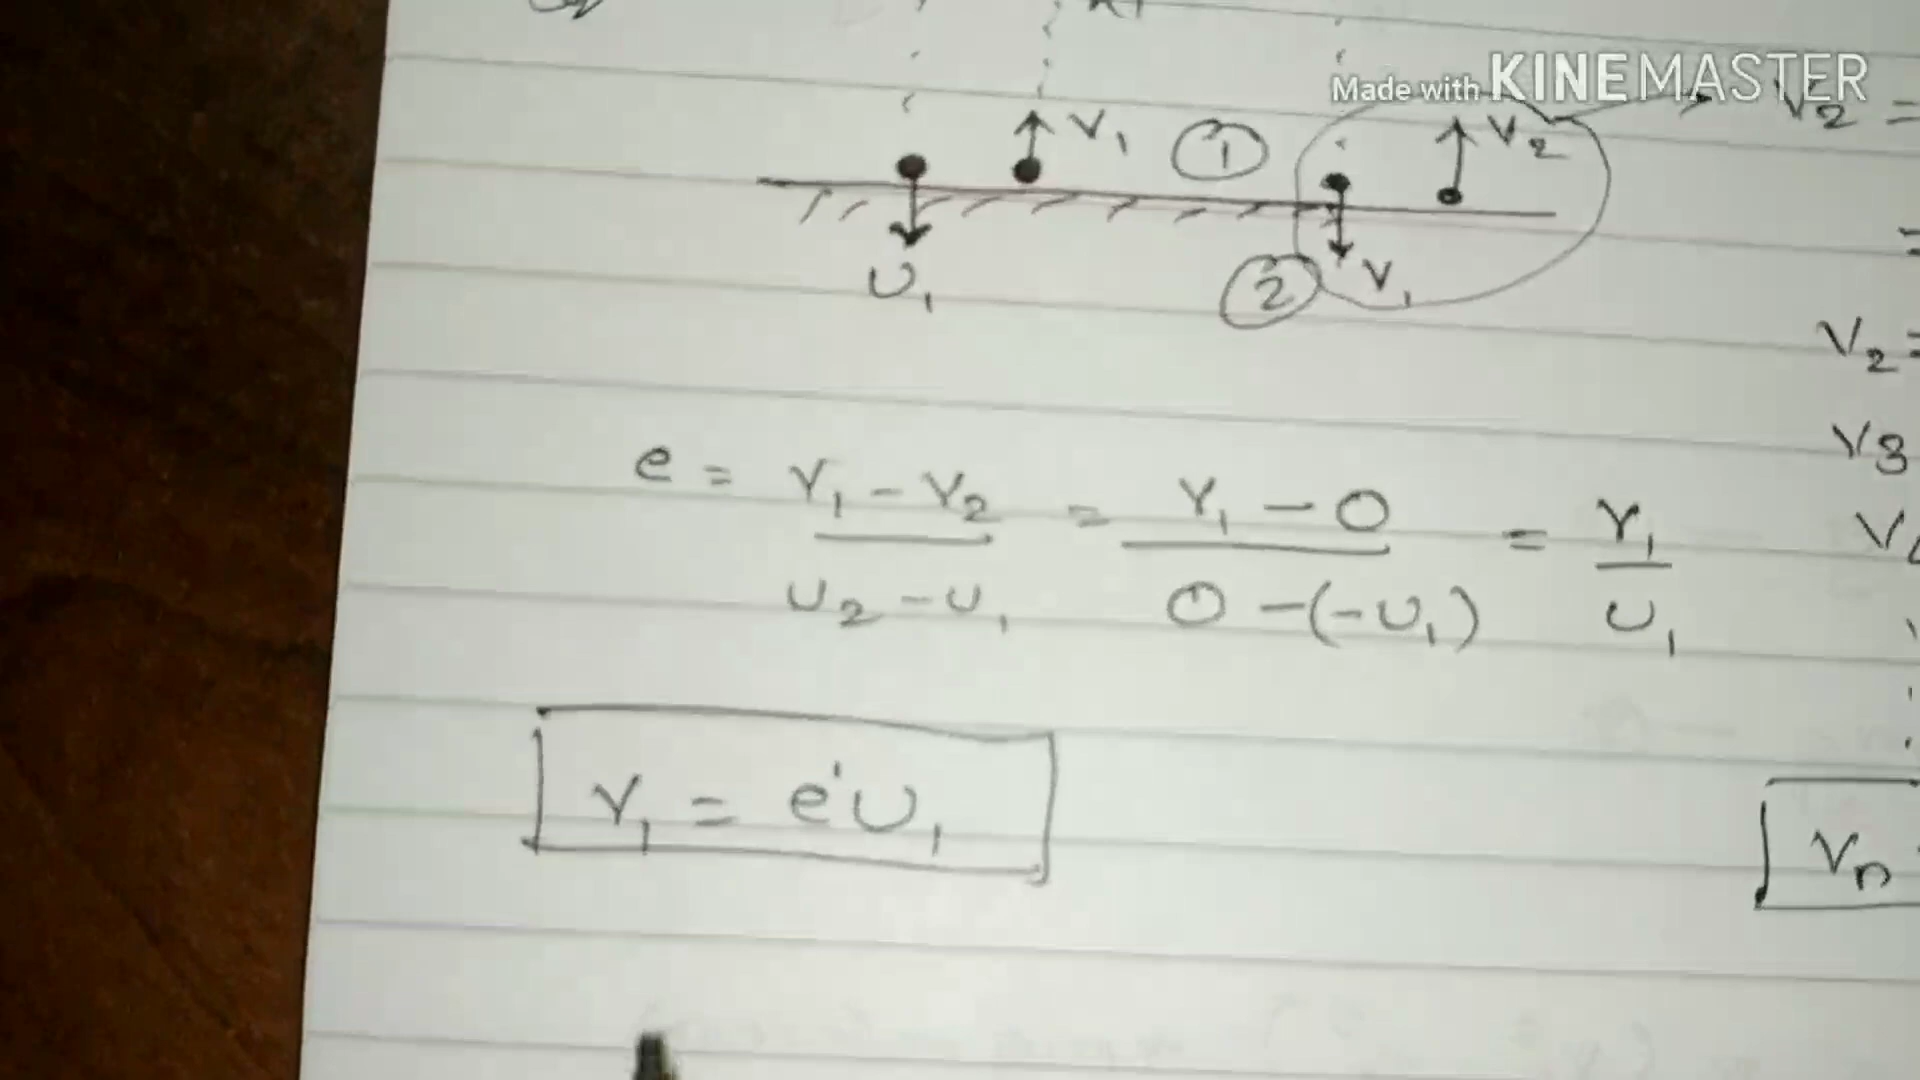 Made with KINEMASTER
V₂ =
V₁ ① V₂
=
U₁ ② V₁
V₂ =
V₃
e = V₁ - V₂ / U₂ - U₁ = V₁ - 0 / 0 - (-U₁) = V₁ / U₁
V₁ = e'U₁
Vₙ